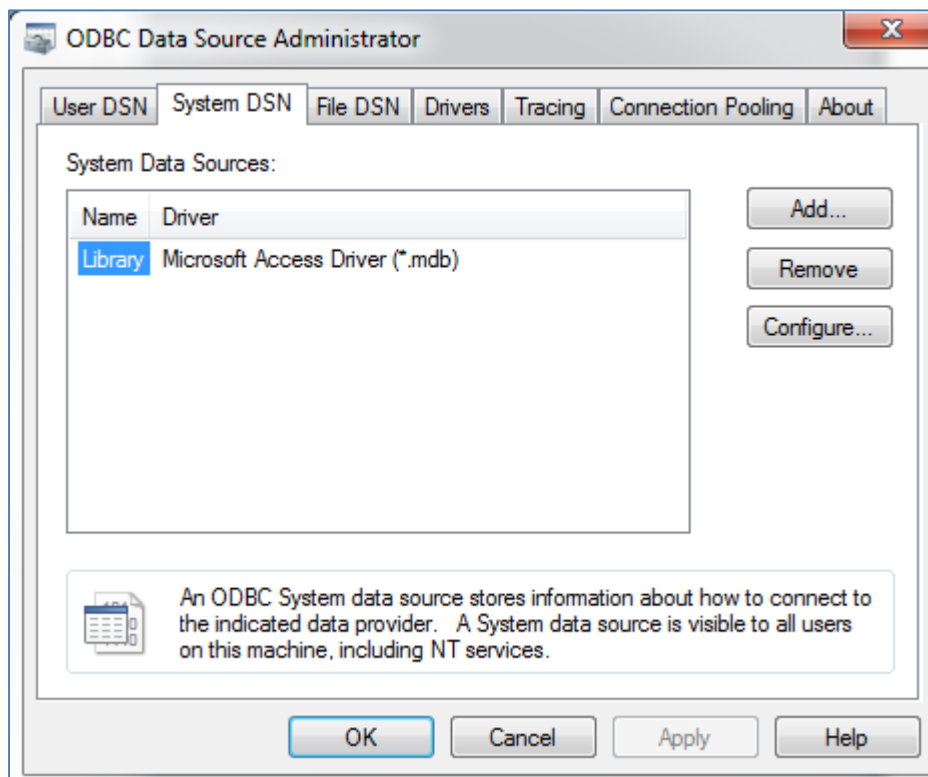 ODBC Data Source Administrator
User DSN System DSN File DSN Drivers Tracing Connection Pooling About
System Data Sources:
Name Driver
Library Microsoft Access Driver (*.mdb)
Add...
Remove
Configure...
An ODBC System data source stores information about how to connect to
the indicated data provider. A System data source is visible to all users
on this machine, including NT services.
OK Cancel Apply Help